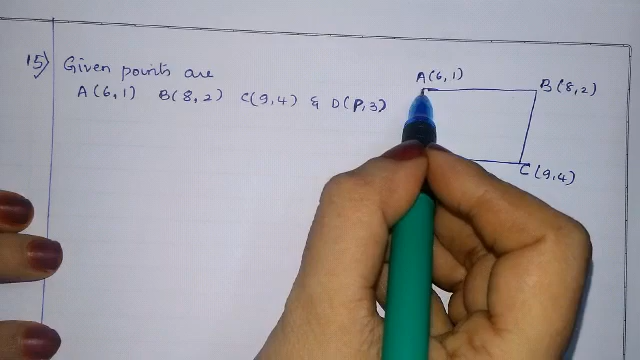 15) Given points are
A(6,1) B(8,2) C(9,4) & D(P,3)
A(6,1)
B(8,2)
C(9,4)